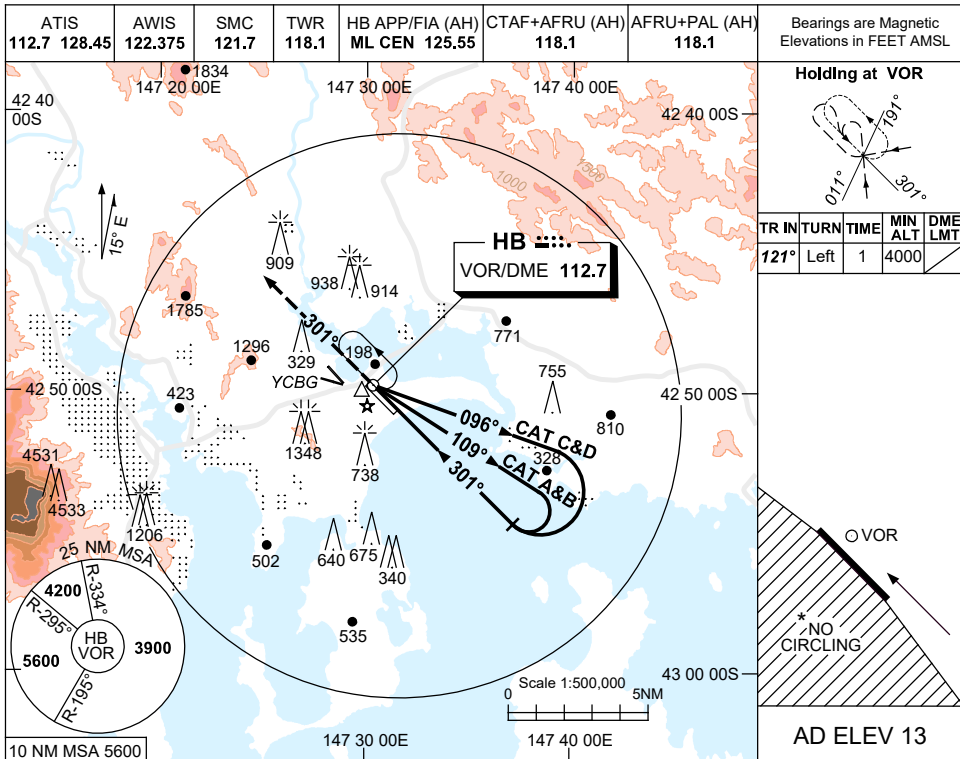 ATIS
112.7 128.45
AWIS
122.375
SMC
121.7
TWR
118.1
HB APP/FIA (AH)
ML CEN 125.55
CTAF+AFRU (AH)
118.1
AFRU+PAL (AH)
118.1
Bearings are Magnetic
Elevations in FEET AMSL
1834
147 20 00E
147 30 00E
147 40 00E
42 40
00S
42 40 00S
1000
1500
15° E
909
938
914
HB
VOR/DME 112.7
1785
301°
771
1296
329
198
YCBG
42 50 00S
42 50 00S
755
423
810
096°
CAT C&D
109°
CAT A&B
328
301°
1348
738
4531
4533
1206
502
640
675
340
535
25 NM MSA
R-334°
4200
R-295°
HB
VOR
3900
5600
R-195°
10 NM MSA 5600
43 00 00S
Scale 1:500,000
0
5NM
147 30 00E
147 40 00E
Holding at VOR
191°
011°
301°
TR IN
TURN
TIME
MIN
ALT
DME
LMT
121°
Left
1
4000
VOR
*
NO
CIRCLING
AD ELEV 13